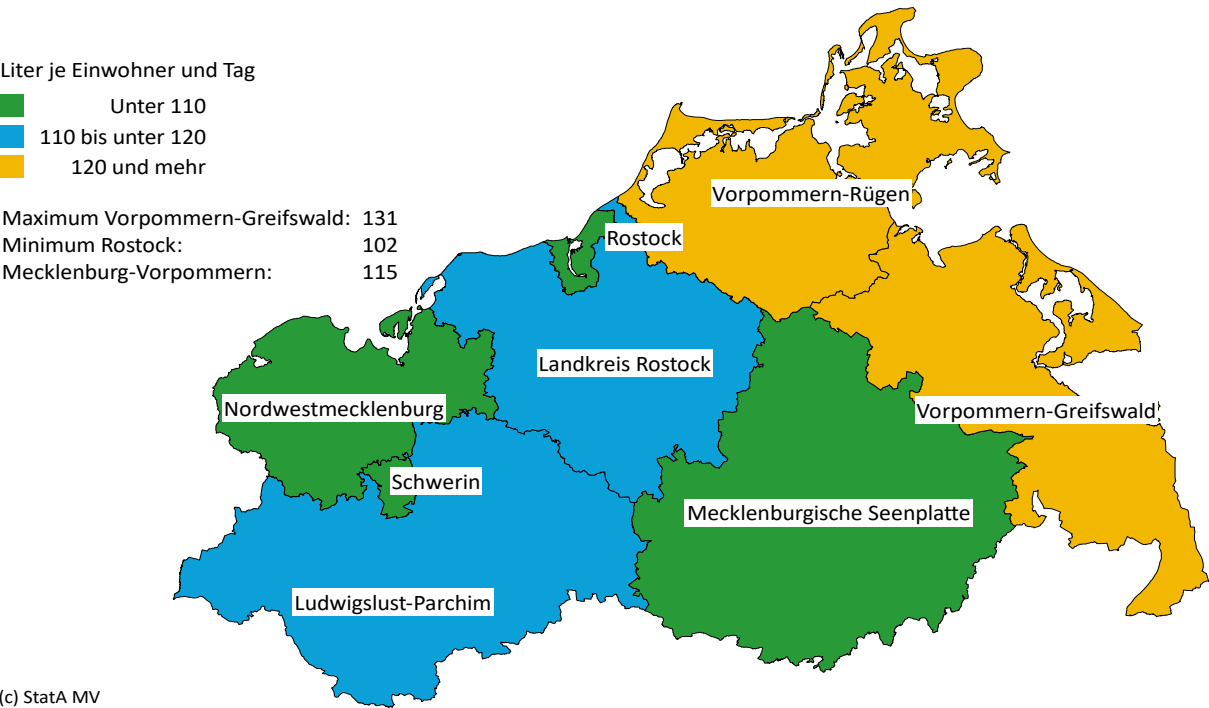 Liter je Einwohner und Tag
Unter 110
110 bis unter 120
120 und mehr
Maximum Vorpommern-Greifswald: 131
Minimum Rostock: 102
Mecklenburg-Vorpommern: 115
Vorpommern-Rügen
Rostock
Landkreis Rostock
Nordwestmecklenburg
Vorpommern-Greifswald
Schwerin
Mecklenburgische Seenplatte
Ludwigslust-Parchim
(c) StatA MV